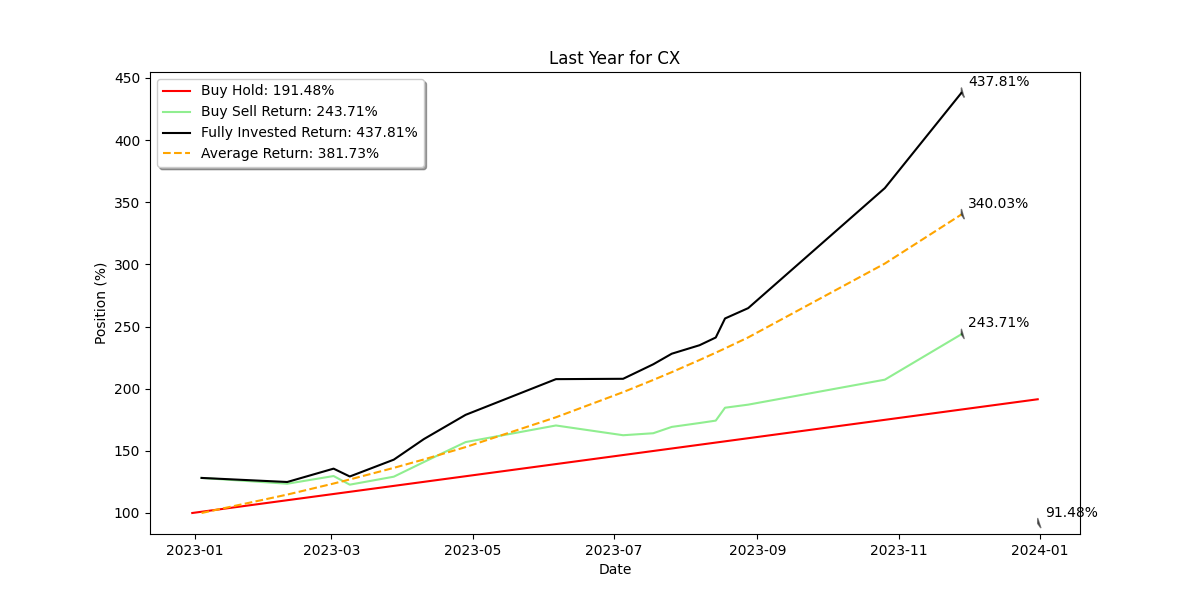 Last Year for CX
Buy Hold: 191.48%
Buy Sell Return: 243.71%
Fully Invested Return: 437.81%
Average Return: 381.73%
437.81%
340.03%
243.71%
91.48%
450
400
350
300
250
200
150
100
Position (%)
2023-01
2023-03
2023-05
2023-07
2023-09
2023-11
2024-01
Date